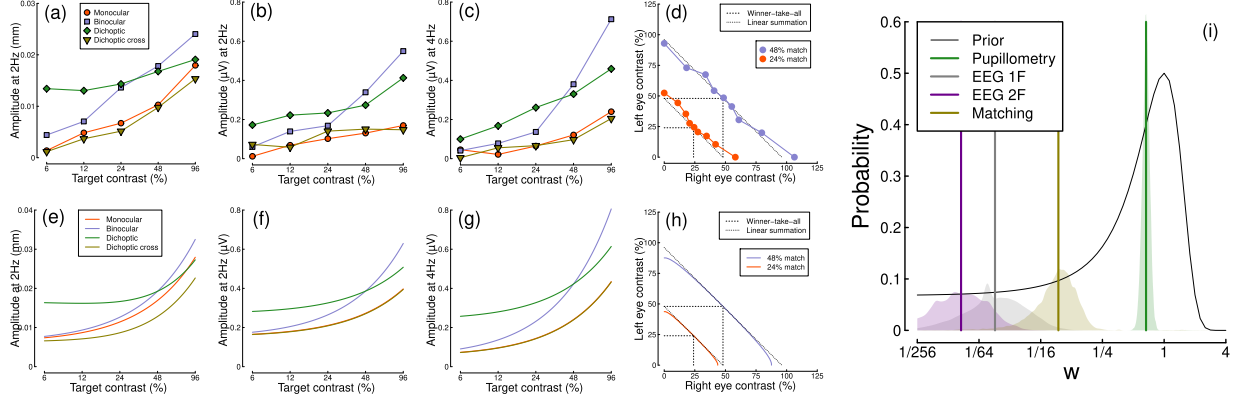 (a)
Monocular
Binocular
Dichoptic
Dichoptic cross
Amplitude at 2Hz (mm)
0.03
0.02
0.01
0
6 12 24 48 96
Target contrast (%)
(b)
Amplitude (µV) at 2Hz
0.8
0.6
0.4
0.2
0
6 12 24 48 96
Target contrast (%)
(c)
Amplitude (µV) at 4Hz
0.8
0.6
0.4
0.2
0
6 12 24 48 96
Target contrast (%)
(d)
Winner−take−all
Linear summation
48% match
24% match
Left eye contrast (%)
125
100
75
50
25
0
0 25 50 75 100 125
Right eye contrast (%)
(e)
Monocular
Binocular
Dichoptic
Dichoptic cross
Amplitude at 2Hz (mm)
0.04
0.03
0.02
0.01
0
6 12 24 48 96
Target contrast (%)
(f)
Amplitude at 2Hz (µV)
0.8
0.6
0.4
0.2
0
6 12 24 48 96
Target contrast (%)
(g)
Amplitude at 4Hz (µV)
0.8
0.6
0.4
0.2
0
6 12 24 48 96
Target contrast (%)
(h)
Winner−take−all
Linear summation
48% match
24% match
Left eye contrast (%)
125
100
75
50
25
0
0 25 50 75 100 125
Right eye contrast (%)
(i)
Prior
Pupillometry
EEG 1F
EEG 2F
Matching
Probability
0.6
0.5
0.4
0.3
0.2
0.1
0
1/256 1/64 1/16 1/4 1 4
w